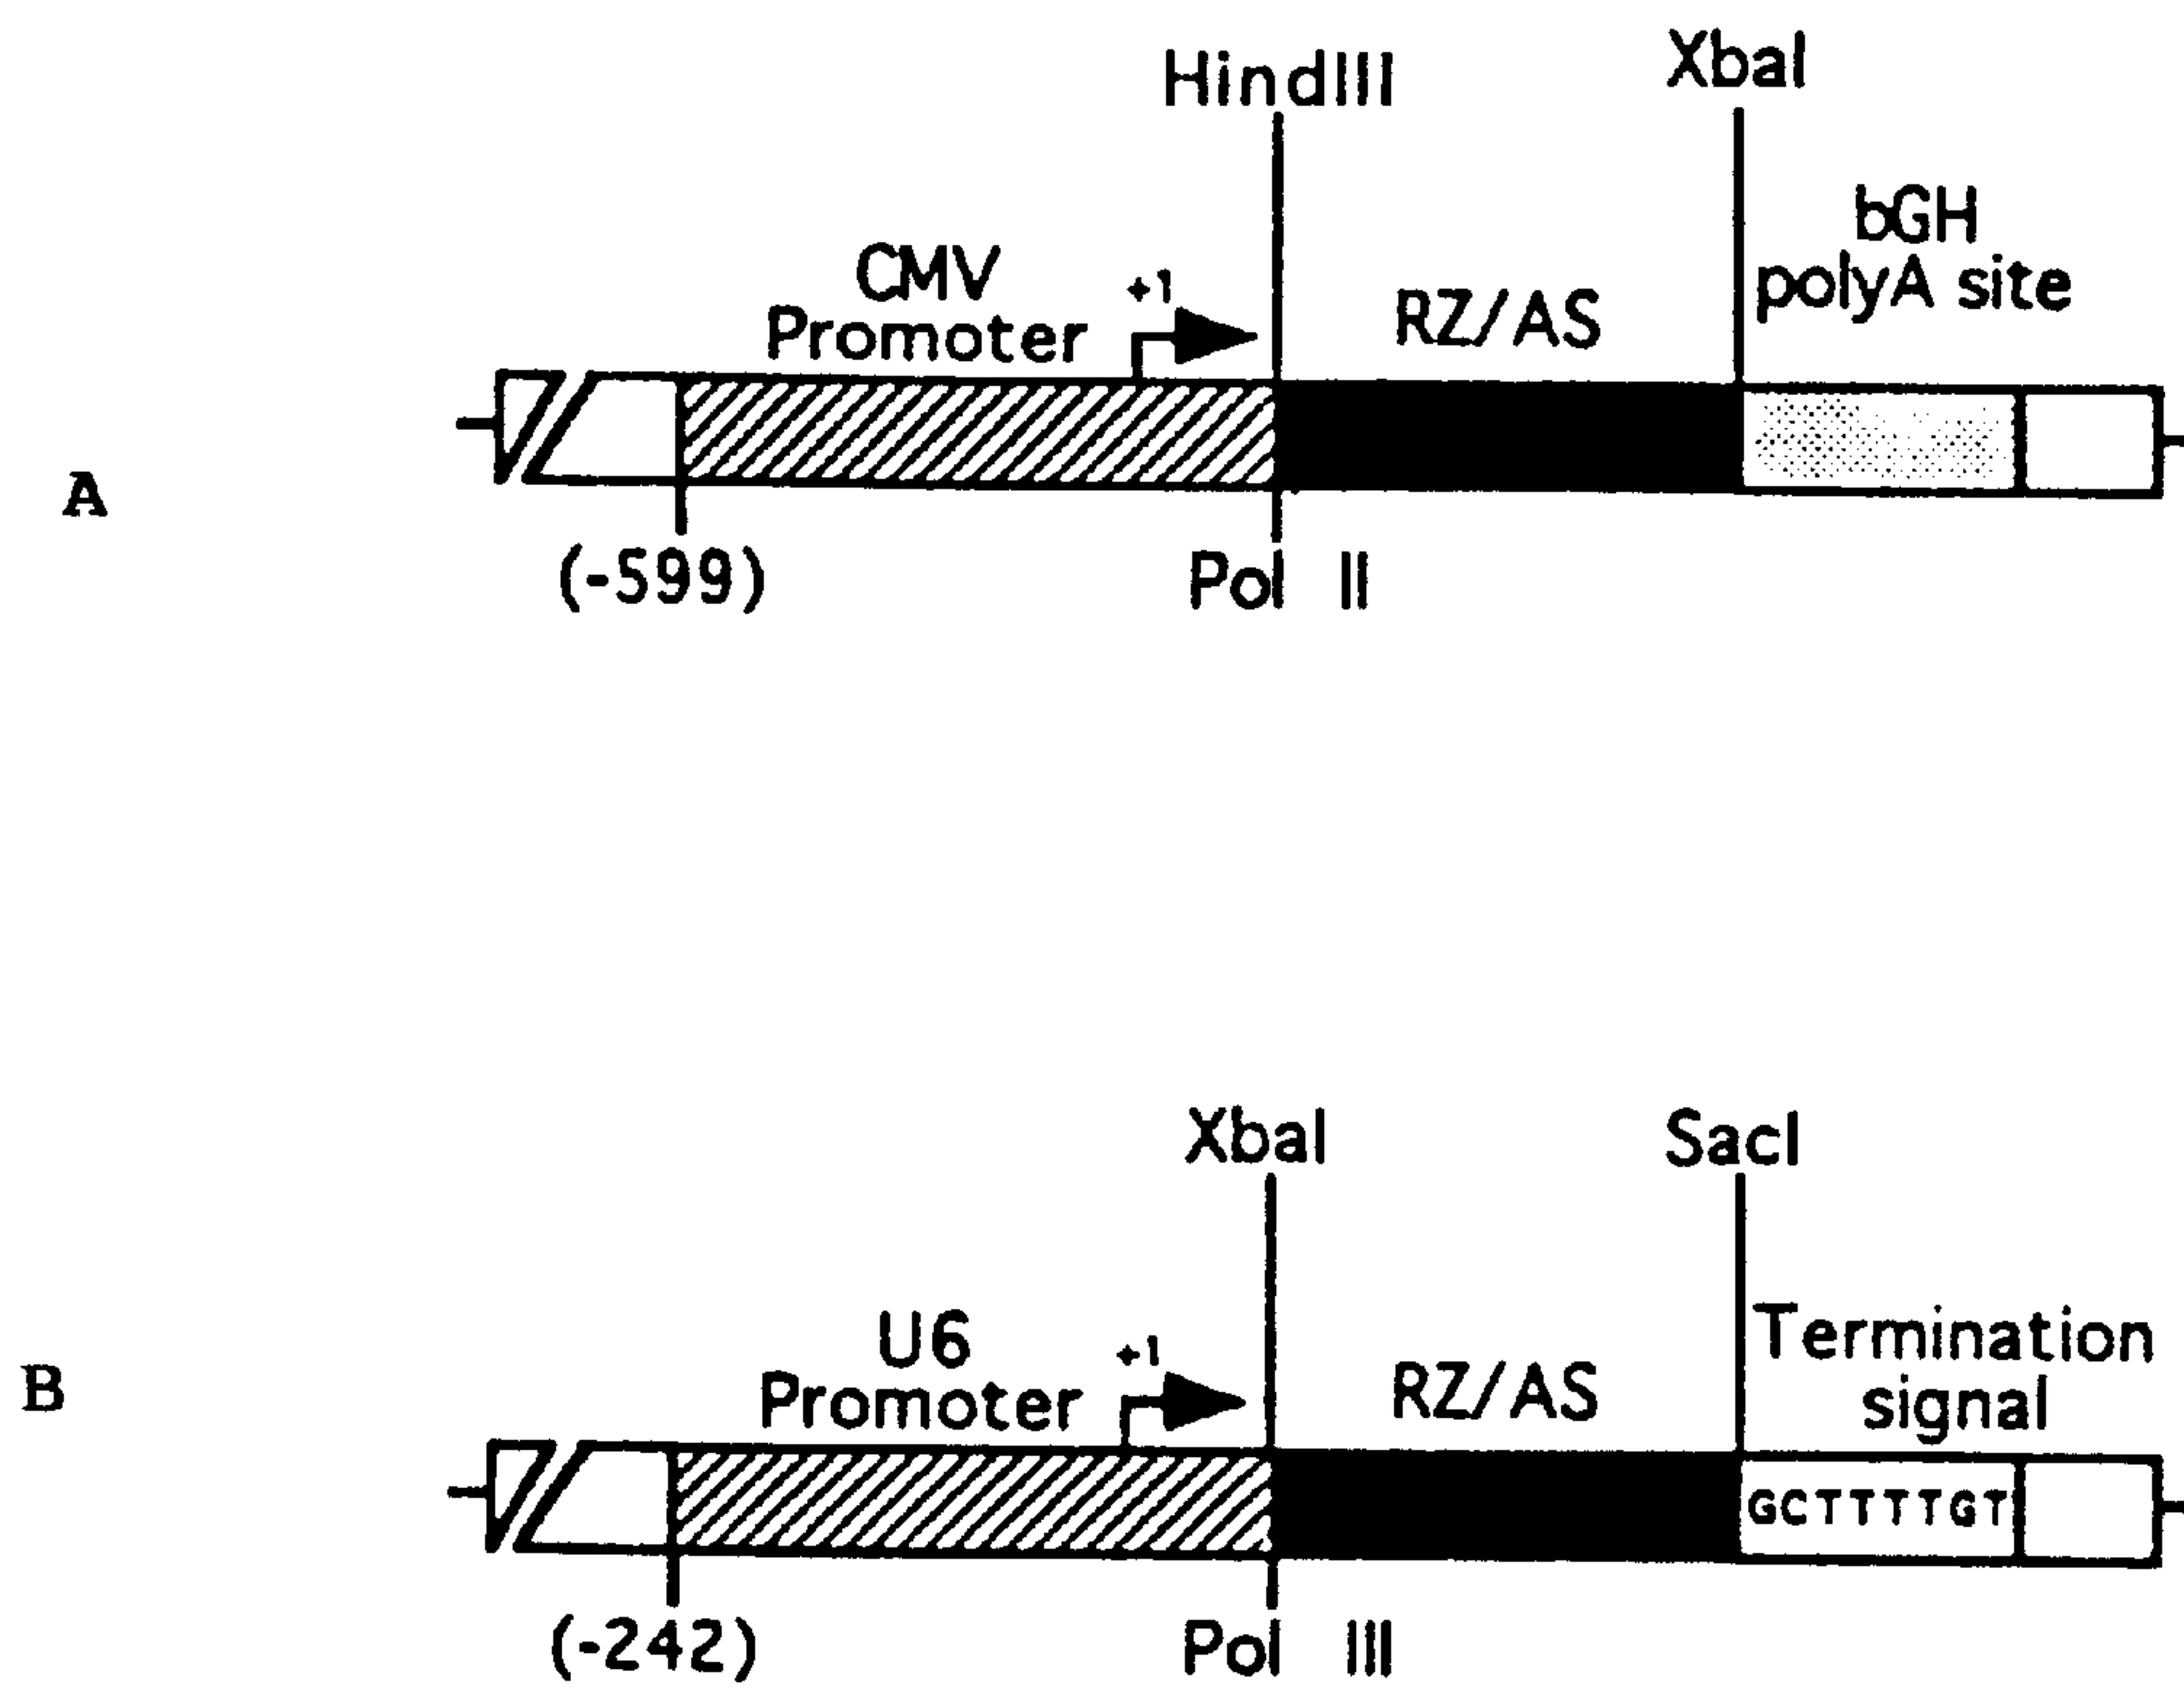 HindIII
XbaI
bGH
polyA site
CMV
Promoter
+1
RZ/AS
A
(-599)
Pol II
XbaI
SacI
U6
Promoter
+1
RZ/AS
Termination
signal
B
GCTTTTGT
(-242)
Pol III